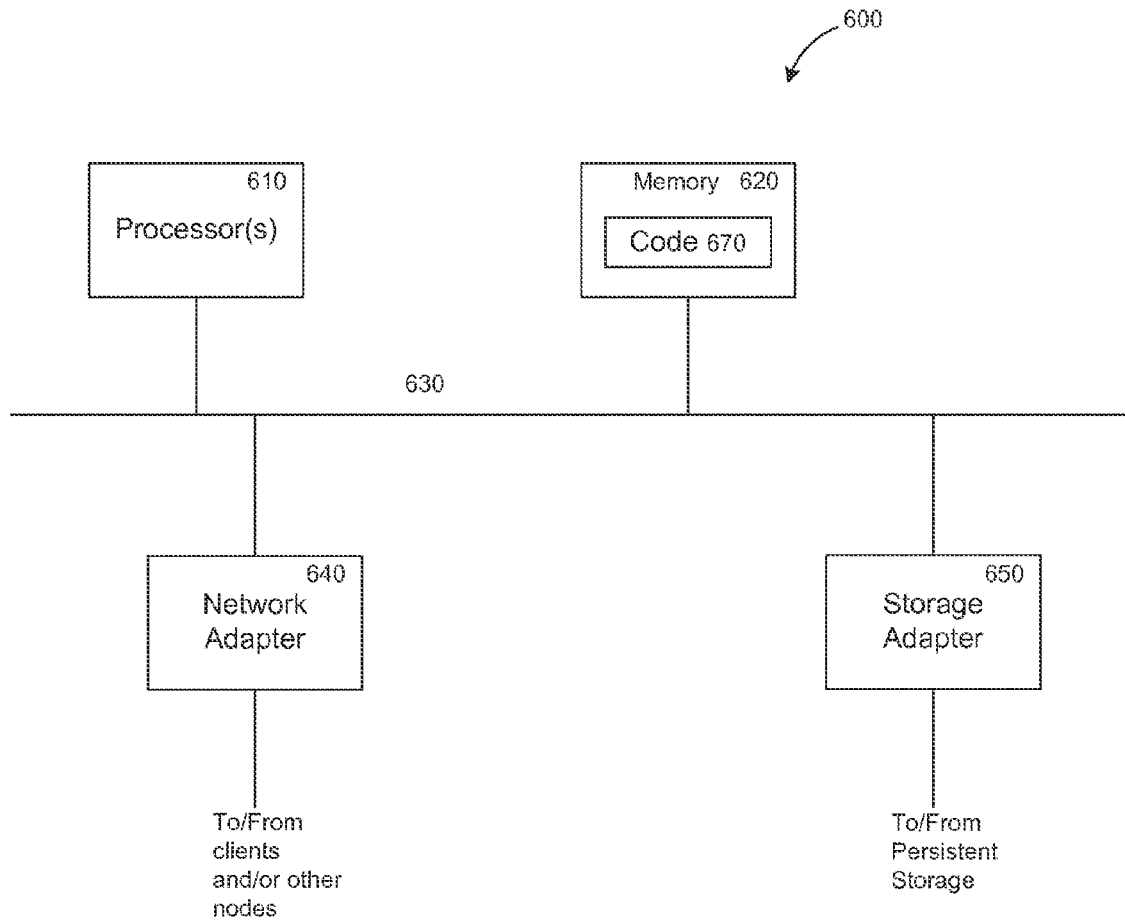 600
610
Processor(s)
Memory 620
Code 670
630
640
Network
Adapter
650
Storage
Adapter
To/From
clients
and/or other
nodes
To/From
Persistent
Storage